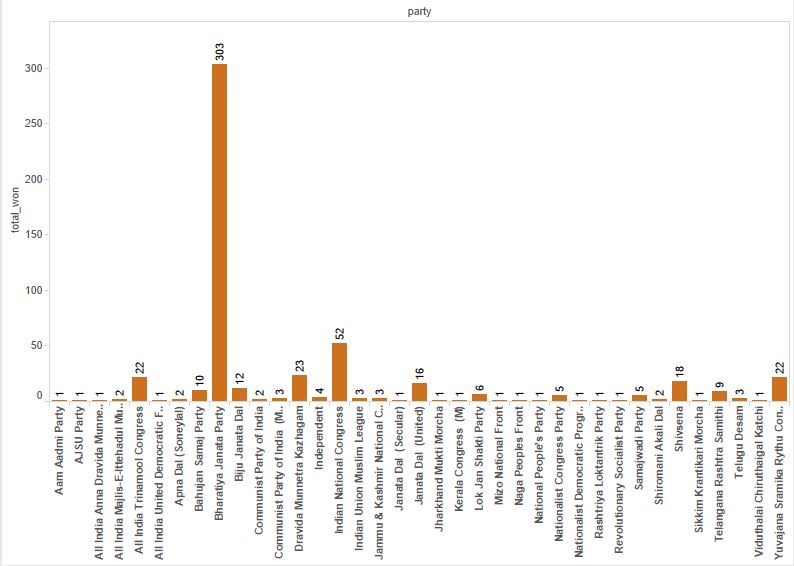 party
total_won
300
250
200
150
100
50
0
1
1
1
2
22
1
2
10
303
12
2
3
23
4
52
3
3
1
16
1
1
6
1
1
1
5
1
1
1
5
2
18
1
9
3
1
22
Aam Aadmi Party
AJSU Party
All India Anna Dravida Munne..
All India Majlis-E-Ittehadul Mu..
All India Trinamool Congress
All India United Democratic F..
Apna Dal (Soneylal)
Bahujan Samaj Party
Bharatiya Janata Party
Biju Janata Dal
Communist Party of India
Communist Party of India (M..
Dravida Munnetra Kazhagam
Independent
Indian National Congress
Indian Union Muslim League
Jammu & Kashmir National C..
Janata Dal (Secular)
Janata Dal (United)
Jharkhand Mukti Morcha
Kerala Congress (M)
Lok Jan Shakti Party
Mizo National Front
Naga Peoples Front
National People's Party
Nationalist Congress Party
Nationalist Democratic Progr..
Rashtriya Loktantrik Party
Revolutionary Socialist Party
Samajwadi Party
Shiromani Akali Dal
Shivsena
Sikkim Krantikari Morcha
Telangana Rashtra Samithi
Telugu Desam
Viduthalai Chiruthaigal Katchi
Yuvajana Sramika Rythu Con..